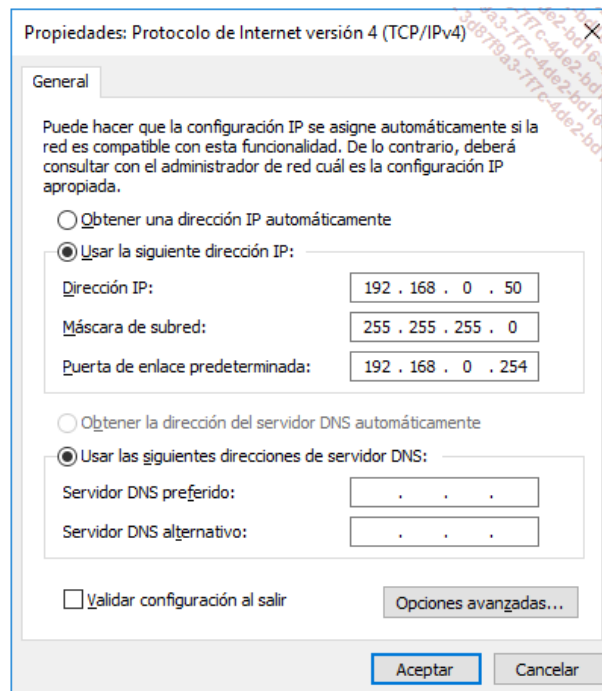 Propiedades: Protocolo de Internet versión 4 (TCP/IPv4)
General
Puede hacer que la configuración IP se asigne automáticamente si la
red es compatible con esta funcionalidad. De lo contrario, deberá
consultar con el administrador de red cuál es la configuración IP
apropiada.
Obtener una dirección IP automáticamente
Usar la siguiente dirección IP:
Dirección IP: 192 . 168 . 0 . 50
Máscara de subred: 255 . 255 . 255 . 0
Puerta de enlace predeterminada: 192 . 168 . 0 . 254
Obtener la dirección del servidor DNS automáticamente
Usar las siguientes direcciones de servidor DNS:
Servidor DNS preferido: . . .
Servidor DNS alternativo: . . .
Validar configuración al salir
Opciones avanzadas...
Aceptar Cancelar